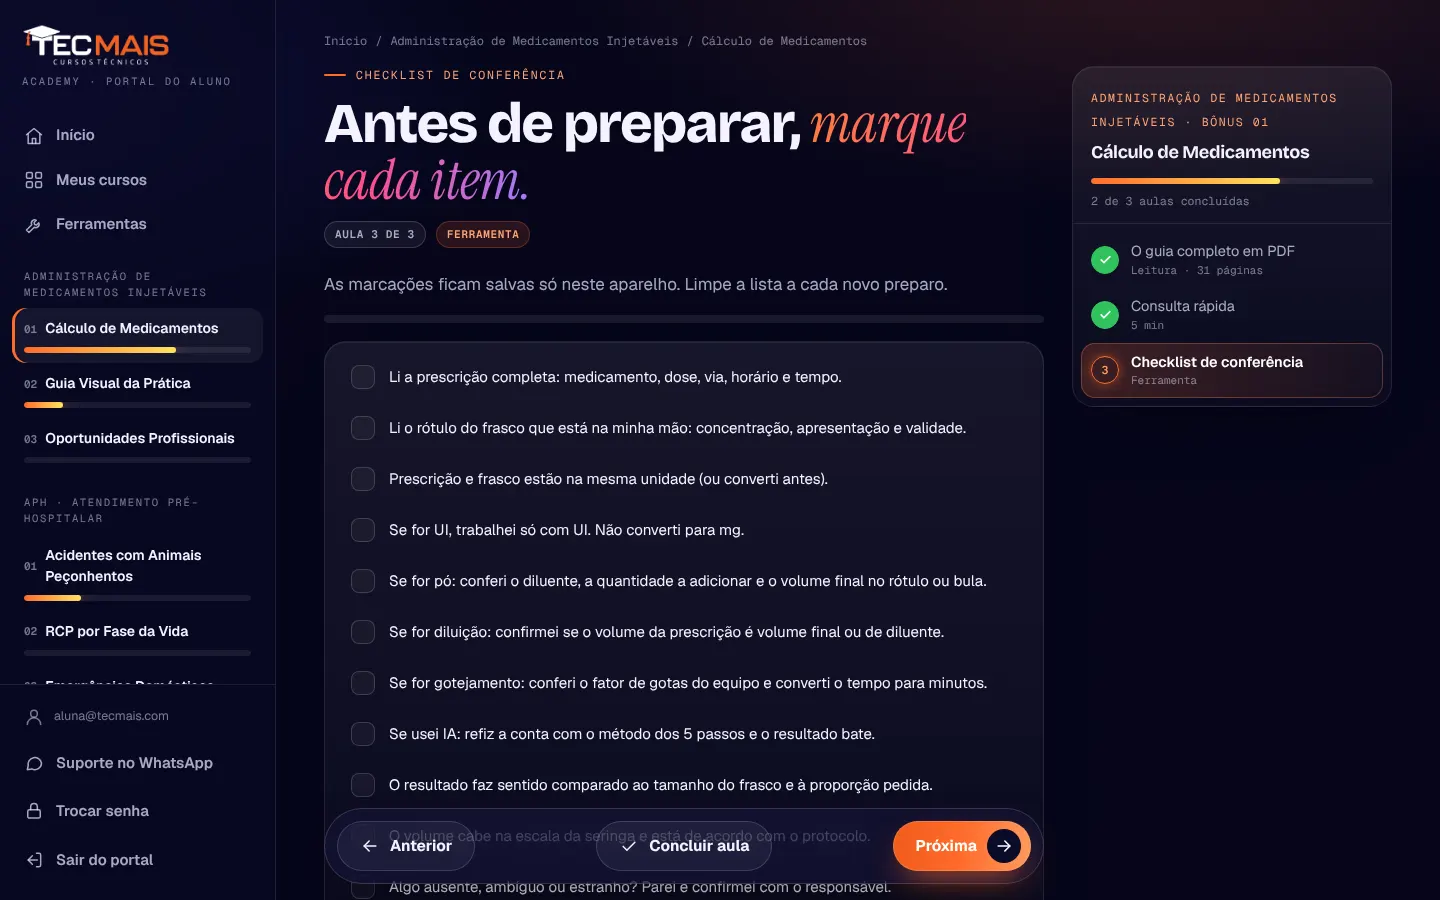 TECMAIS
CURSOS TÉCNICOS
ACADEMY · PORTAL DO ALUNO
Início
Meus cursos
Ferramentas
ADMINISTRAÇÃO DE
MEDICAMENTOS INJETÁVEIS
01 Cálculo de Medicamentos
02 Guia Visual da Prática
03 Oportunidades Profissionais
APH · ATENDIMENTO PRÉ-
HOSPITALAR
01 Acidentes com Animais
Peçonhentos
02 RCP por Fase da Vida
aluna@tecmais.com
Suporte no WhatsApp
Trocar senha
Sair do portal
Início / Administração de Medicamentos Injetáveis / Cálculo de Medicamentos
CHECKLIST DE CONFERÊNCIA
Antes de preparar, marque
cada item.
AULA 3 DE 3 FERRAMENTA
As marcações ficam salvas só neste aparelho. Limpe a lista a cada novo preparo.
Li a prescrição completa: medicamento, dose, via, horário e tempo.
Li o rótulo do frasco que está na minha mão: concentração, apresentação e validade.
Prescrição e frasco estão na mesma unidade (ou converti antes).
Se for UI, trabalhei só com UI. Não converti para mg.
Se for pó: conferi o diluente, a quantidade a adicionar e o volume final no rótulo ou bula.
Se for diluição: confirmei se o volume da prescrição é volume final ou de diluente.
Se for gotejamento: conferi o fator de gotas do equipo e converti o tempo para minutos.
Se usei IA: refiz a conta com o método dos 5 passos e o resultado bate.
O resultado faz sentido comparado ao tamanho do frasco e à proporção pedida.
O volume cabe na escala da seringa e está de acordo com o protocolo.
Anterior
Concluir aula
Próxima
Algo ausente, ambíguo ou estranho? Parei e confirmei com o responsável.
ADMINISTRAÇÃO DE MEDICAMENTOS
INJETÁVEIS · BÔNUS 01
Cálculo de Medicamentos
2 de 3 aulas concluídas
O guia completo em PDF
Leitura · 31 páginas
Consulta rápida
5 min
3 Checklist de conferência
Ferramenta